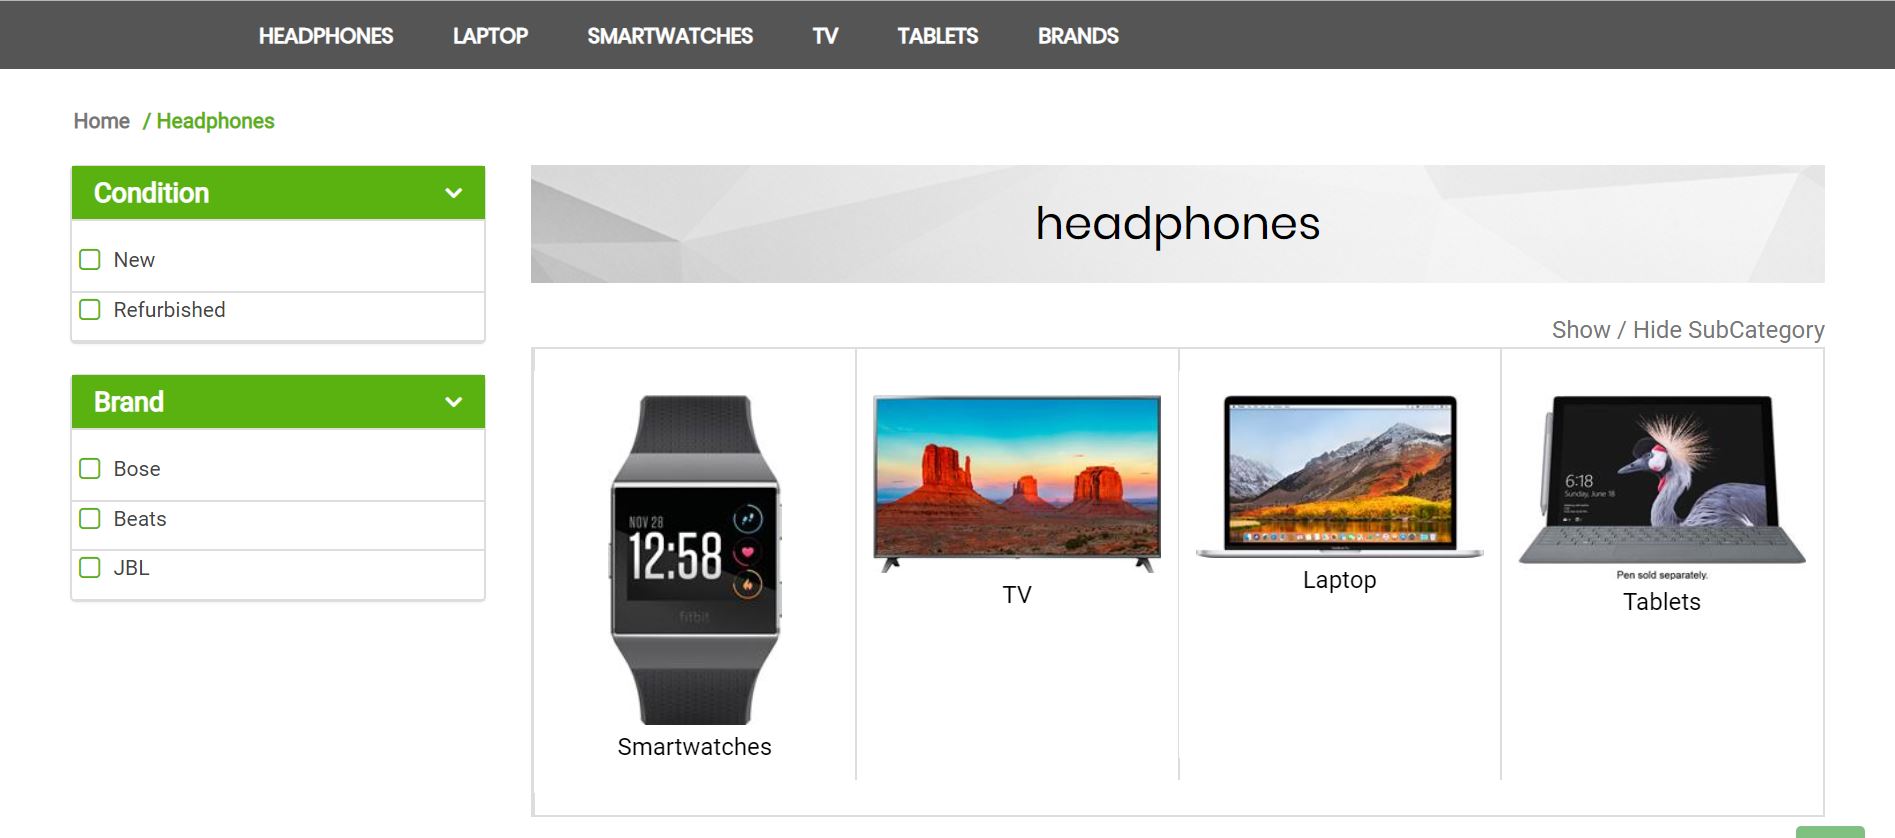 HEADPHONES LAPTOP SMARTWATCHES TV TABLETS BRANDS
Home / Headphones
Condition
New
Refurbished
Brand
Bose
Beats
JBL
headphones
Show / Hide SubCategory
NOV 28
12:58
fitbit
Smartwatches
TV
Laptop
6:18
Sunday, June 18
Pen sold separately.
Tablets